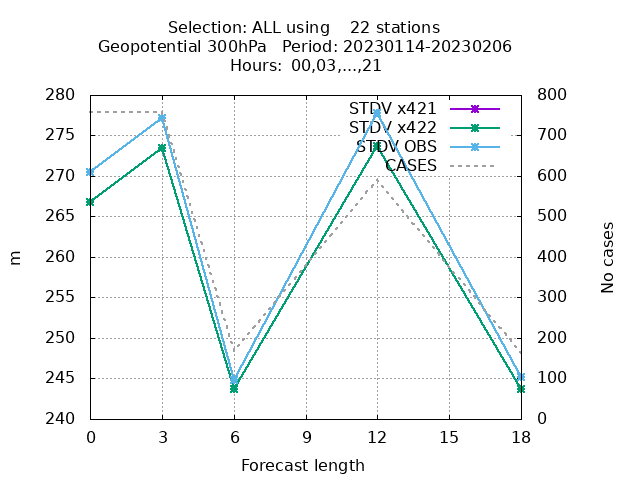 Selection: ALL using 22 stations
Geopotential 300hPa Period: 20230114-20230206
Hours: 00,03,...,21
280 800
STDV x421
STDV x422
275 700
STDV OBS
CASES
270 600
265 500
260 400
m
No cases
255 300
250 200
245 100
240 0
0 3 6 9 12 15 18
Forecast length